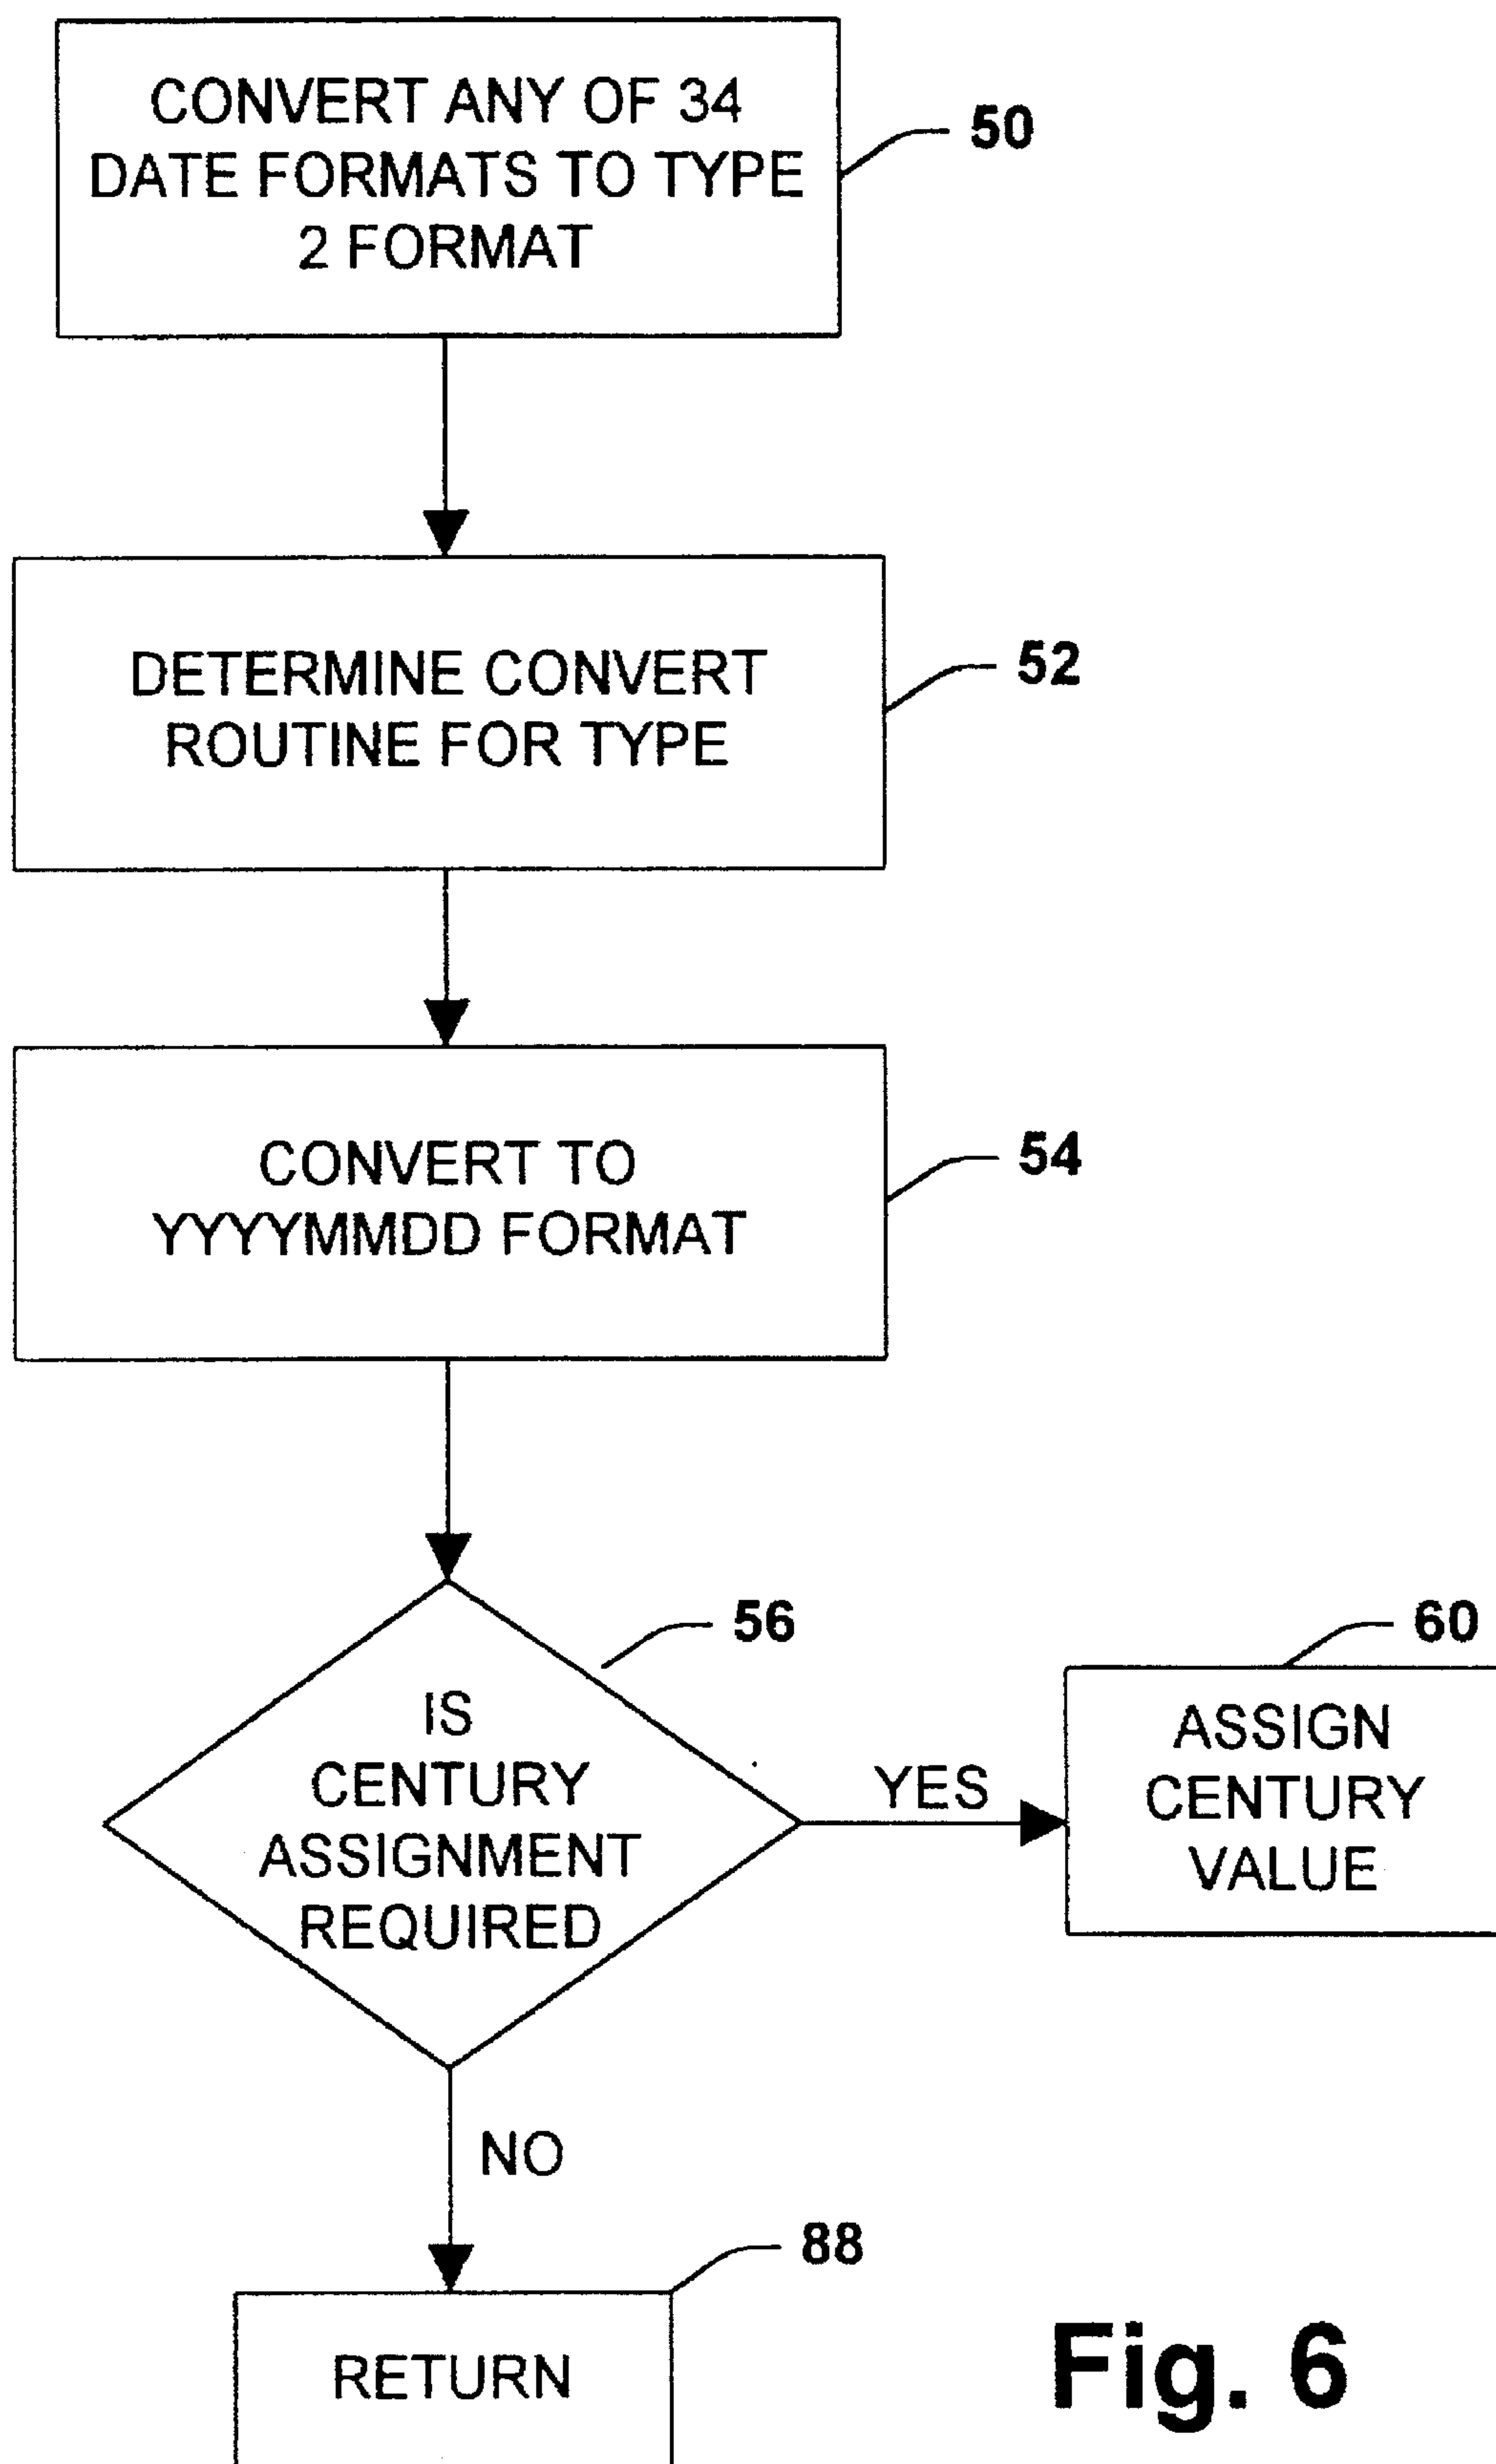 CONVERT ANY OF 34
DATE FORMATS TO TYPE
2 FORMAT
50
DETERMINE CONVERT
ROUTINE FOR TYPE
52
CONVERT TO
YYYYMMDD FORMAT
54
56
IS
CENTURY
ASSIGNMENT
REQUIRED
YES
60
ASSIGN
CENTURY
VALUE
NO
88
RETURN
Fig. 6